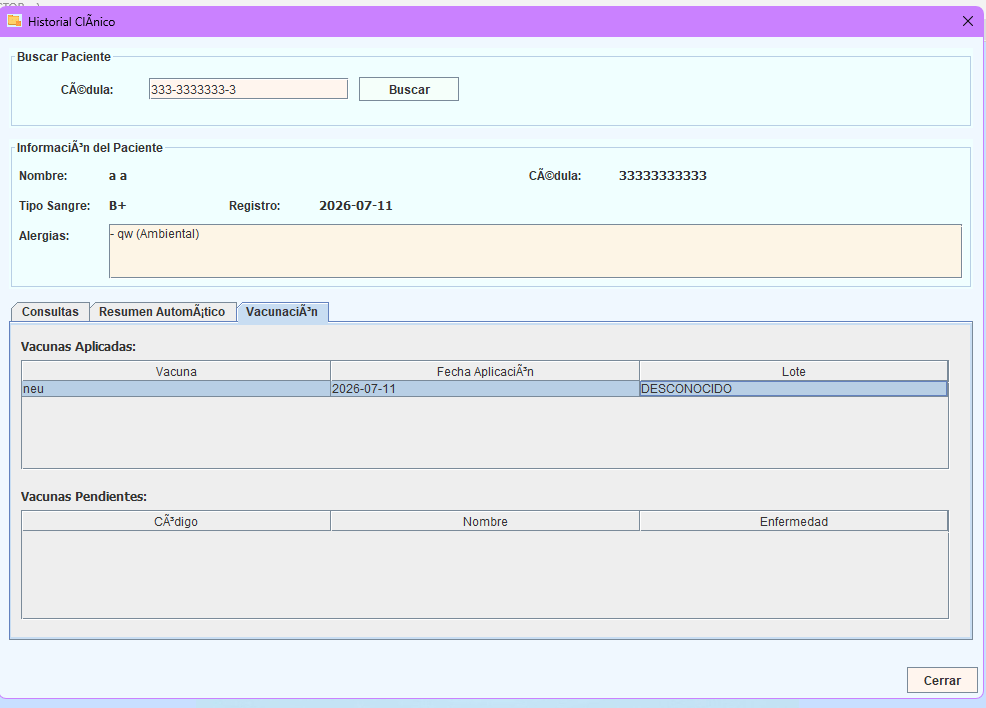 Historial ClÃnico
Buscar Paciente
CÃ©dula: 333-3333333-3 Buscar
InformaciÃ³n del Paciente
Nombre: a a CÃ©dula: 33333333333
Tipo Sangre: B+ Registro: 2026-07-11
Alergias: - qw (Ambiental)
Consultas Resumen AutomÃ¡tico VacunaciÃ³n
Vacunas Aplicadas:
Vacuna Fecha AplicaciÃ³n Lote
neu 2026-07-11 DESCONOCIDO
Vacunas Pendientes:
CÃ³digo Nombre Enfermedad
Cerrar